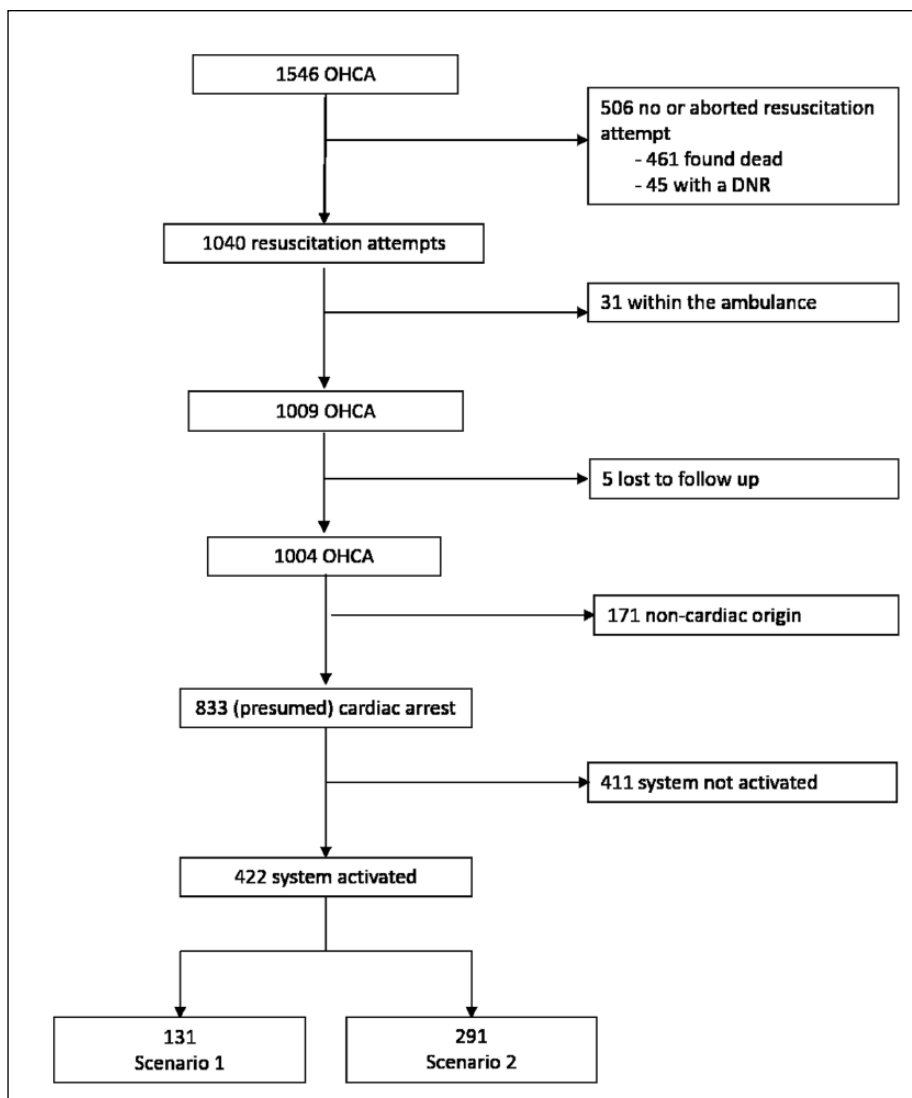 1546 OHCA
506 no or aborted resuscitation
attempt
- 461 found dead
- 45 with a DNR
1040 resuscitation attempts
31 within the ambulance
1009 OHCA
5 lost to follow up
1004 OHCA
171 non-cardiac origin
833 (presumed) cardiac arrest
411 system not activated
422 system activated
131
Scenario 1
291
Scenario 2